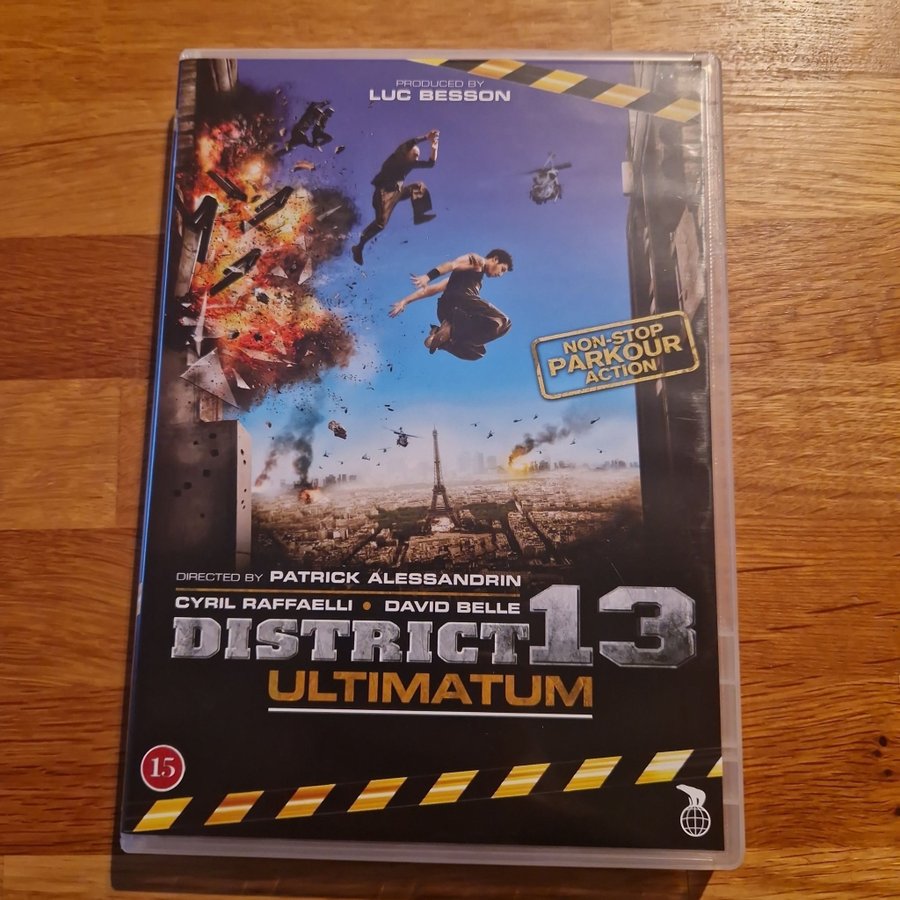 PRODUCED BY
LUC BESSON
NON-STOP
PARKOUR
ACTION
DIRECTED BY PATRICK ALESSANDRIN
CYRIL RAFFAELLI • DAVID BELLE
DISTRICT 13
ULTIMATUM
15